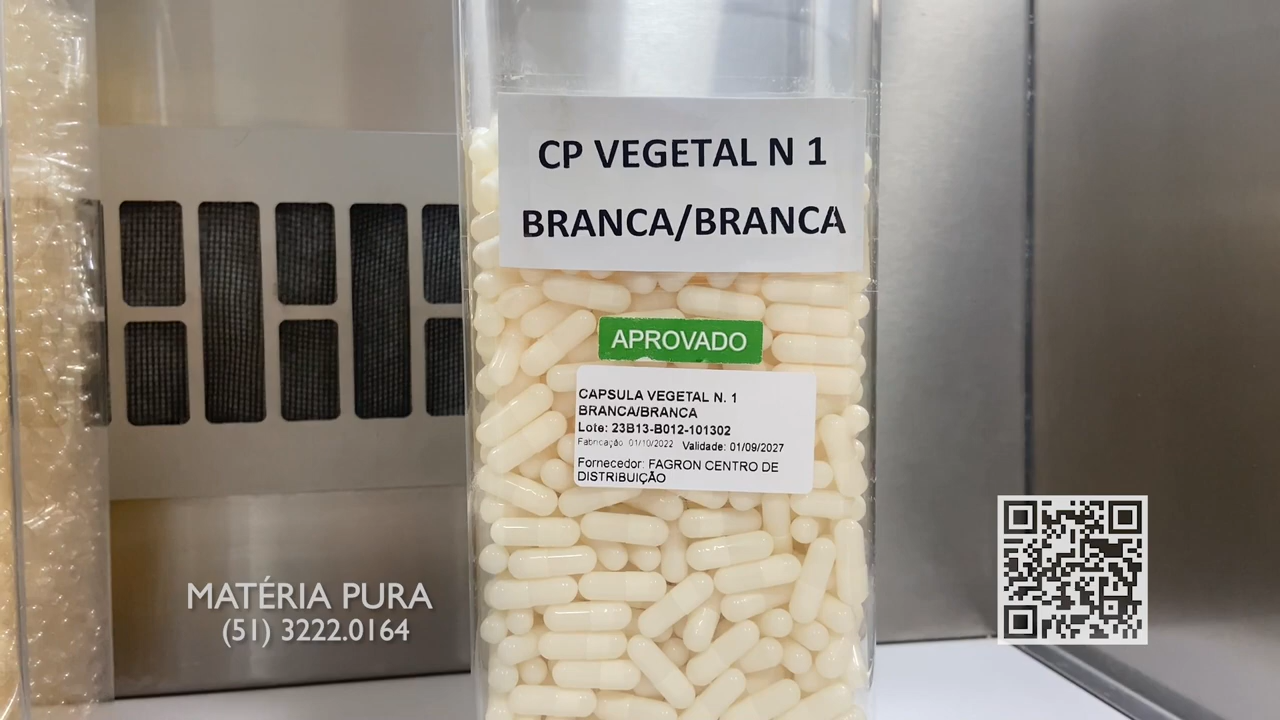 CP VEGETAL N 1
BRANCA/BRANCA
APROVADO
CAPSULA VEGETAL N. 1
BRANCA/BRANCA
Lote: 23B13-B012-101302
Fabricação: 01/10/2022 Validade: 01/09/2027
Fornecedor: FAGRON CENTRO DE
DISTRIBUIÇÃO
MATÉRIA PURA
(51) 3222.0164